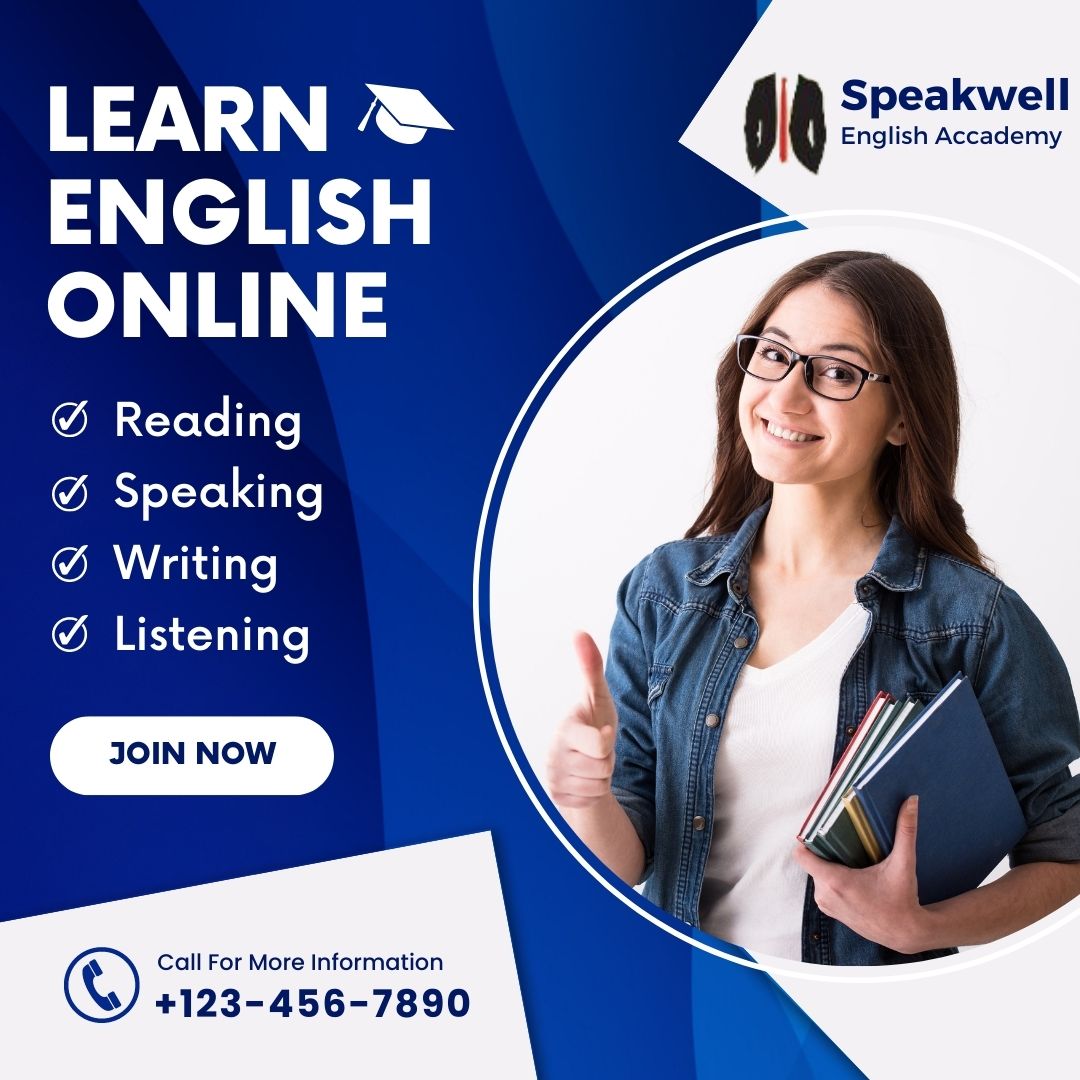 LEARN
ENGLISH
ONLINE
Speakwell
English Accademy
Reading
Speaking
Writing
Listening
JOIN NOW
Call For More Information
+123-456-7890